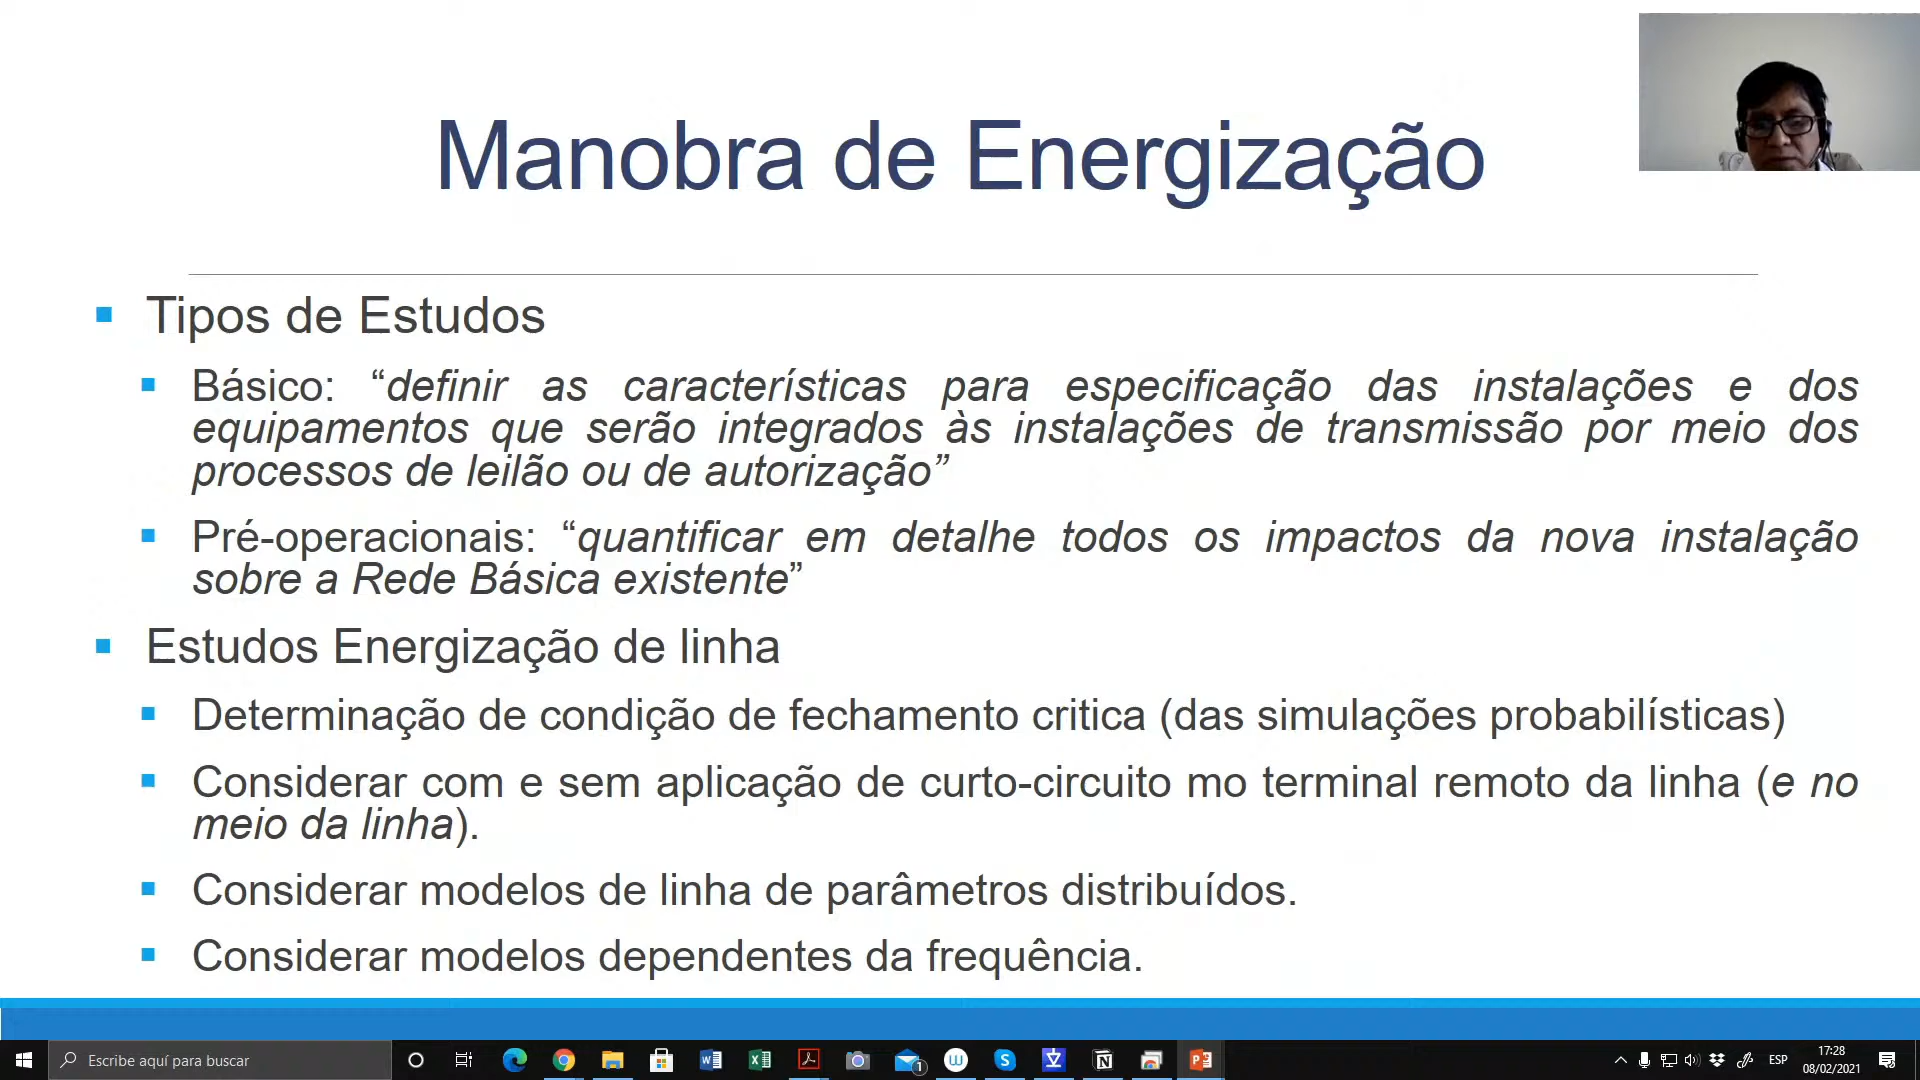 Manobra de Energização
Tipos de Estudos
Básico: “definir as características para especificação das instalações e dos
equipamentos que serão integrados às instalações de transmissão por meio dos
processos de leilão ou de autorização”
Pré-operacionais: “quantificar em detalhe todos os impactos da nova instalação
sobre a Rede Básica existente”
Estudos Energização de linha
Determinação de condição de fechamento critica (das simulações probabilísticas)
Considerar com e sem aplicação de curto-circuito mo terminal remoto da linha (e no
meio da linha).
Considerar modelos de linha de parâmetros distribuídos.
Considerar modelos dependentes da frequência.
Escribe aquí para buscar
1
ESP
17:28
08/02/2021